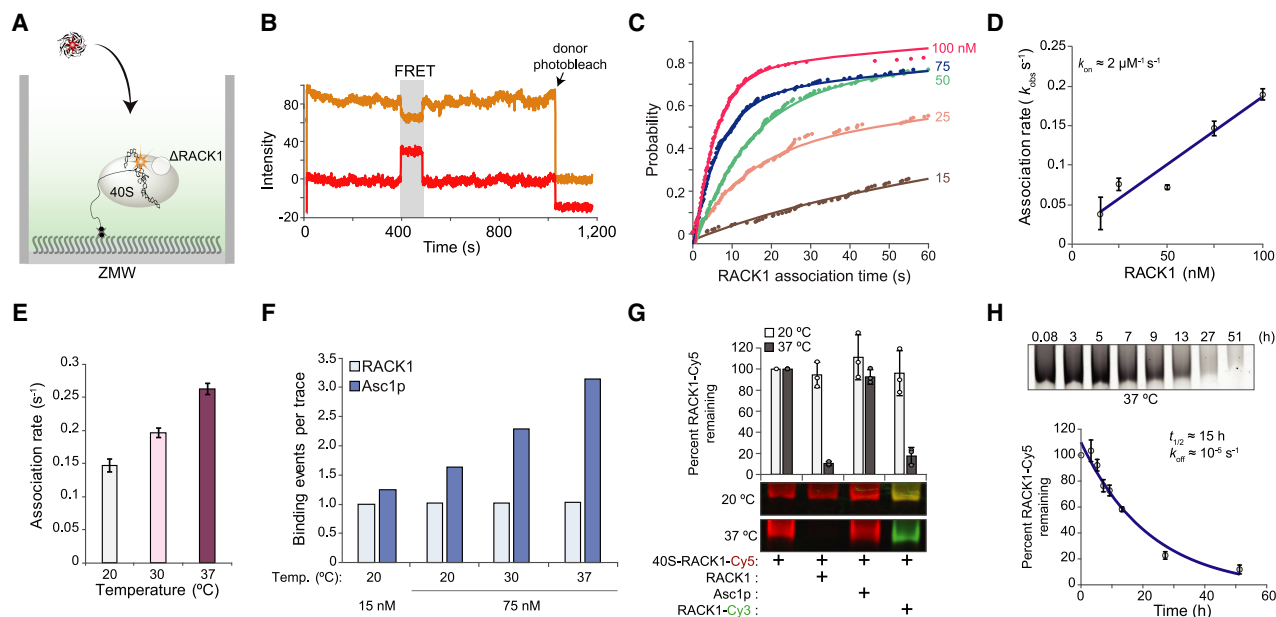 A
ΔRACK1
40S
ZMW
B
FRET
donor
photobleach
Intensity
80
40
0
-20
0
400
800
1,200
Time (s)
C
100 nM
75
50
25
15
Probability
0.8
0.6
0.4
0.2
0
0 10 20 30 40 50 60
RACK1 association time (s)
D
kon ≈ 2 µM-1 s-1
Association rate ( kobs s-1)
0.25
0.2
0.15
0.1
0.05
0
0 50 100
RACK1 (nM)
E
Association rate (s-1)
0.3
0.25
0.2
0.15
0.1
0.05
0
20 30 37
Temperature (ºC)
F
RACK1
Asc1p
Binding events per trace
3.5
3.0
2.5
2.0
1.5
1.0
0.5
0
Temp. (ºC): 20 20 30 37
15 nM 75 nM
G
20 ºC
37 ºC
Percent RACK1-Cy5
remaining
120
100
80
60
40
20
0
20 ºC
37 ºC
40S-RACK1-Cy5: + + + +
RACK1 : +
Asc1p : +
RACK1-Cy3 : +
H
0.08 3 5 7 9 13 27 51 (h)
37 ºC
t1/2 ≈ 15 h
koff ≈ 10-5 s-1
Percent RACK1-Cy5
remaining
120
100
80
60
40
20
0
0 20 40 60
Time (h)